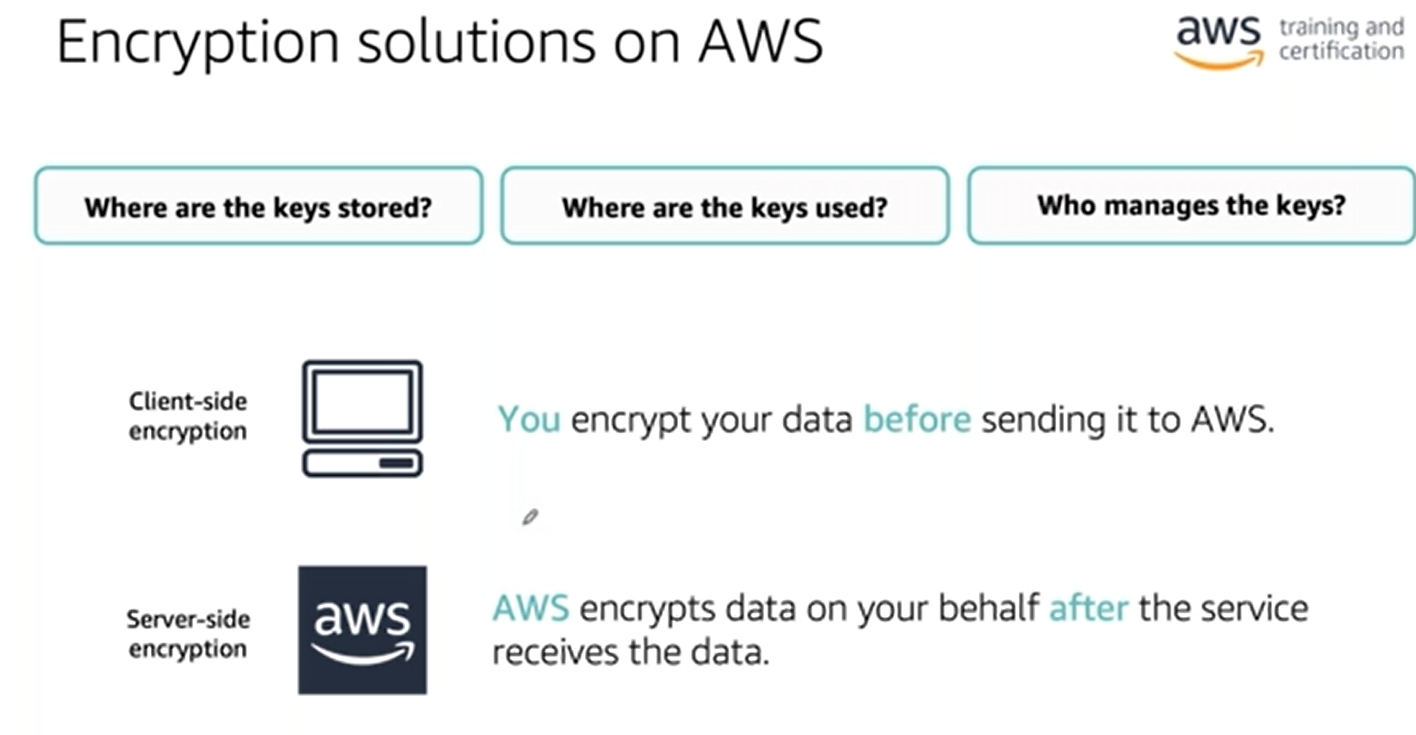 Encryption solutions on AWS
aws training and
certification
Where are the keys stored?
Where are the keys used?
Who manages the keys?
Client-side
encryption
You encrypt your data before sending it to AWS.
Server-side
encryption
aws
AWS encrypts data on your behalf after the service
receives the data.